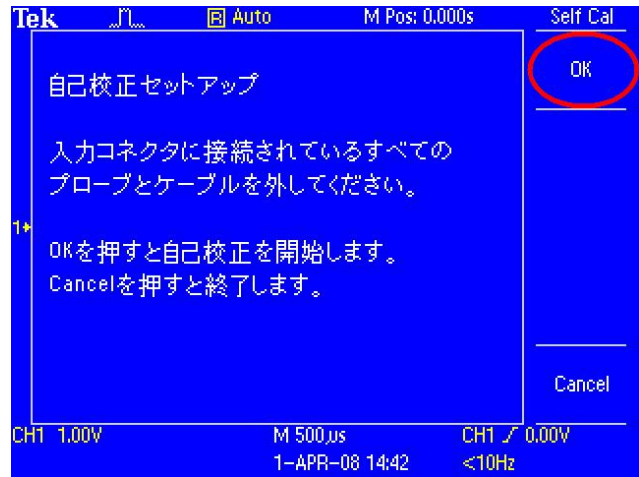 Tek R Auto M Pos: 0.000s Self Cal
OK
自己校正セットアップ
入力コネクタに接続されているすべての
プローブとケーブルを外してください。
1
OKを押すと自己校正を開始します。
Cancelを押すと終了します。
Cancel
CH1 1.00V M 500µs CH1 0.00V
1-APR-08 14:42 <10Hz